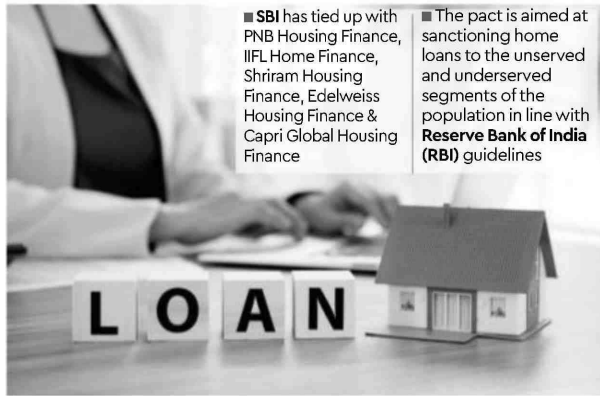 ■ SBI has tied up with
PNB Housing Finance,
IIFL Home Finance,
Shriram Housing
Finance, Edelweiss
Housing Finance &
Capri Global Housing
Finance
■ The pact is aimed at
sanctioning home
loans to the unserved
and underserved
segments of the
population in line with
Reserve Bank of India
(RBI) guidelines
LOAN